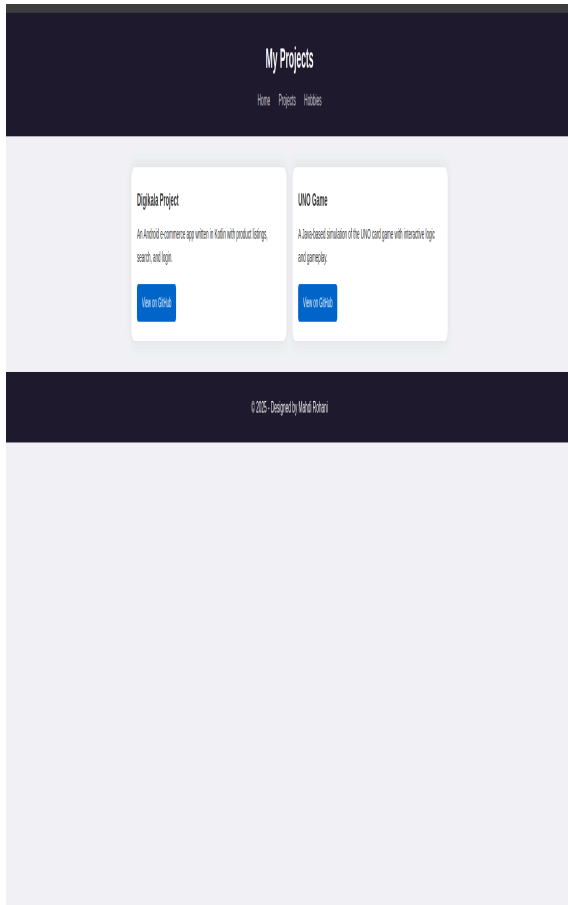 My Projects
Home Projects Hobbies
Digikala Project
An Android e-commerce app written in Kotlin with product listings,
search, and login.
View on GitHub
UNO Game
A Java-based simulation of the UNO card game with interactive logic
and gameplay.
View on GitHub
© 2025 - Designed by Mahdi Rohani